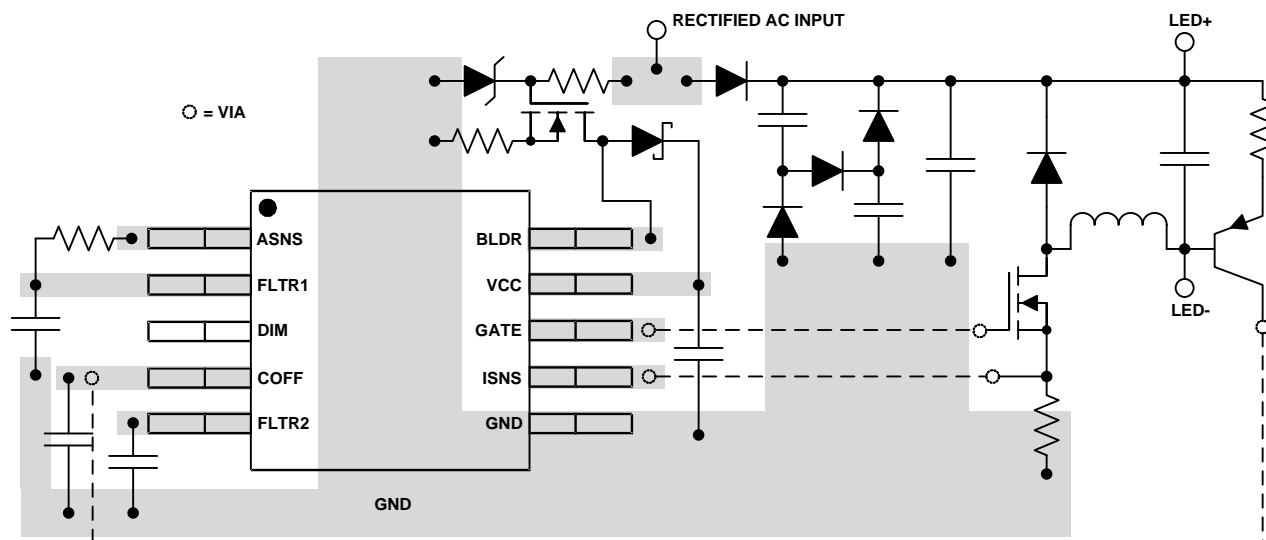 RECTIFIED AC INPUT
LED+
= VIA
ASNS
BLDR
FLTR1
VCC
DIM
GATE
LED-
COFF
ISNS
FLTR2
GND
GND